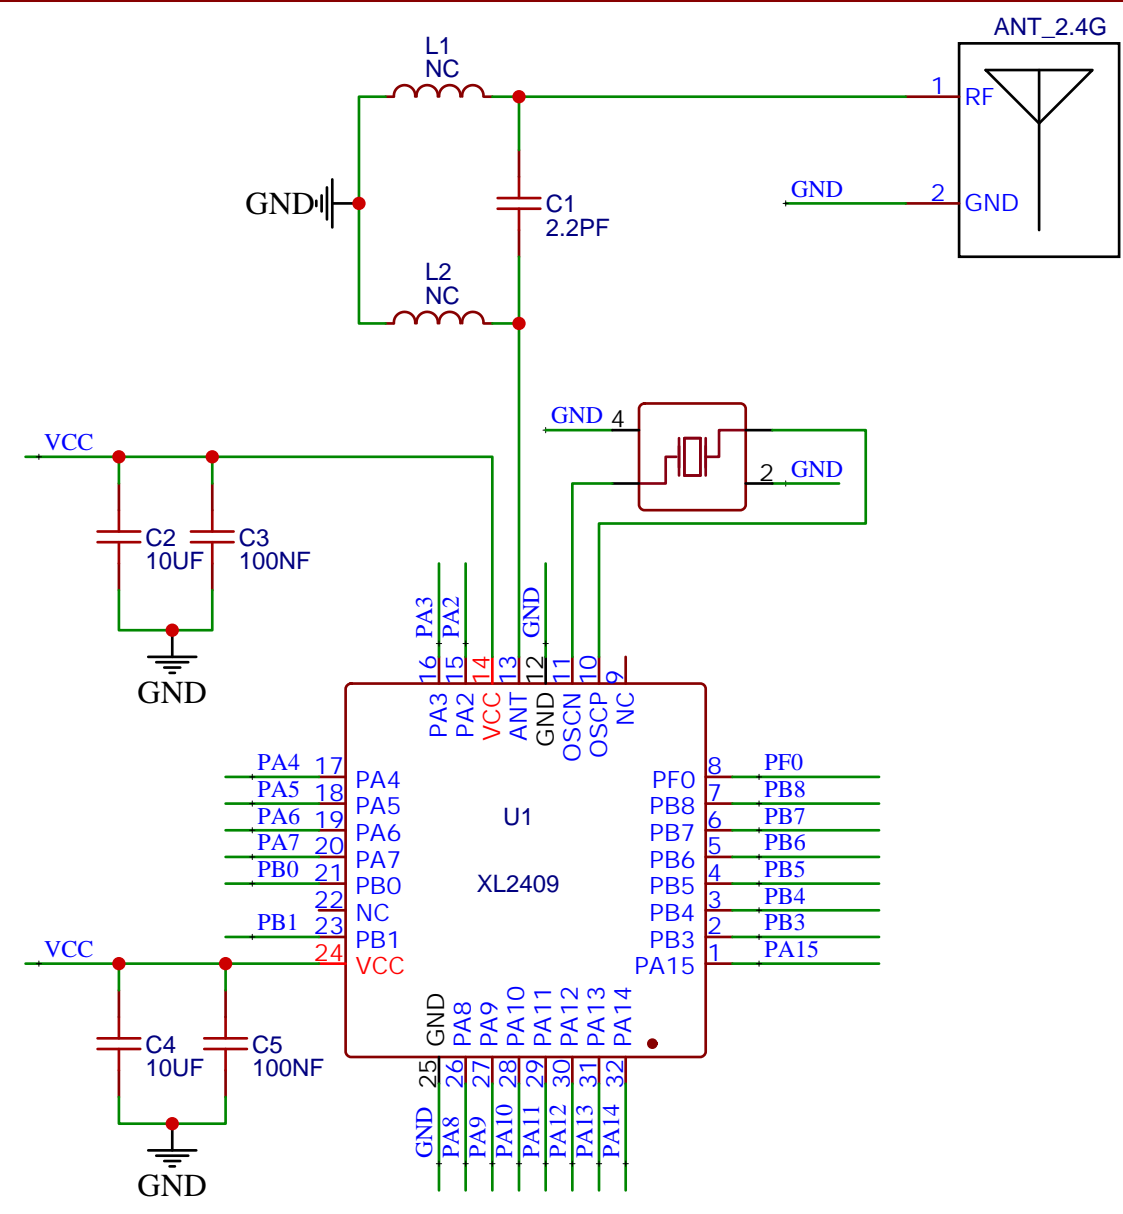 ANT_2.4G
L1
NC
1
RF
GND
C1
2.2PF
GND
2
GND
L2
NC
GND
4
VCC
2
GND
C2
10UF
C3
100NF
PA3
PA2
GND
GND
16
15
14
13
12
11
10
9
PA3
PA2
VCC
ANT
GND
OSCN
OSCP
NC
PA4 17 PA4
PA5 18 PA5
PA6 19 PA6
PA7 20 PA7
PB0 21 PB0
22 NC
PB1 23 PB1
VCC 24 VCC
U1
XL2409
PF0 8 PF0
PB8 7 PB8
PB7 6 PB7
PB6 5 PB6
PB5 4 PB5
PB4 3 PB4
PB3 2 PB3
PA15 1 PA15
GND
PA8
PA9
PA10
PA11
PA12
PA13
PA14
C4
10UF
C5
100NF
25
26
27
28
29
30
31
32
GND
PA8
PA9
PA10
PA11
PA12
PA13
PA14
GND